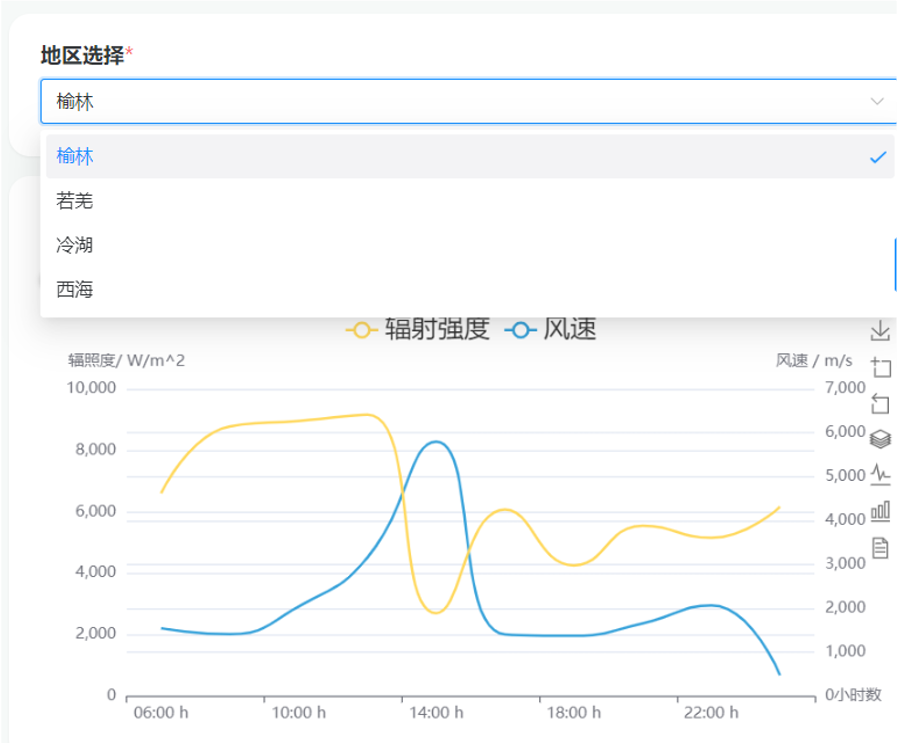 地区选择*
榆林
榆林
若羌
冷湖
西海
辐射强度 风速
辐照度/ W/m^2 风速 / m/s
10,000 7,000
8,000 6,000
6,000 5,000
4,000 4,000
2,000 3,000
0 2,000
1,000
0小时数
06:00 h 10:00 h 14:00 h 18:00 h 22:00 h